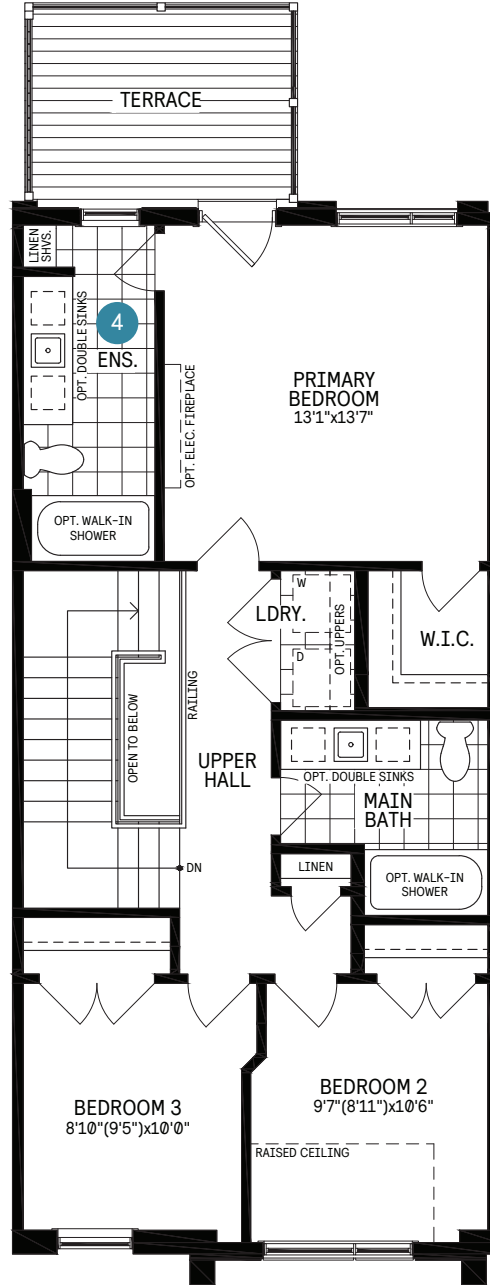 TERRACE
LINEN
SHVS.
4
ENS.
OPT. DOUBLE SINKS
OPT. ELEC. FIREPLACE
PRIMARY
BEDROOM
13'1"x13'7"
OPT. WALK-IN
SHOWER
W
LDRY.
D
OPT. UPPERS
W.I.C.
RAILING
OPEN TO BELOW
UPPER
HALL
OPT. DOUBLE SINKS
MAIN
BATH
DN
LINEN
OPT. WALK-IN
SHOWER
BEDROOM 3
8'10"(9'5")x10'0"
BEDROOM 2
9'7"(8'11")x10'6"
RAISED CEILING